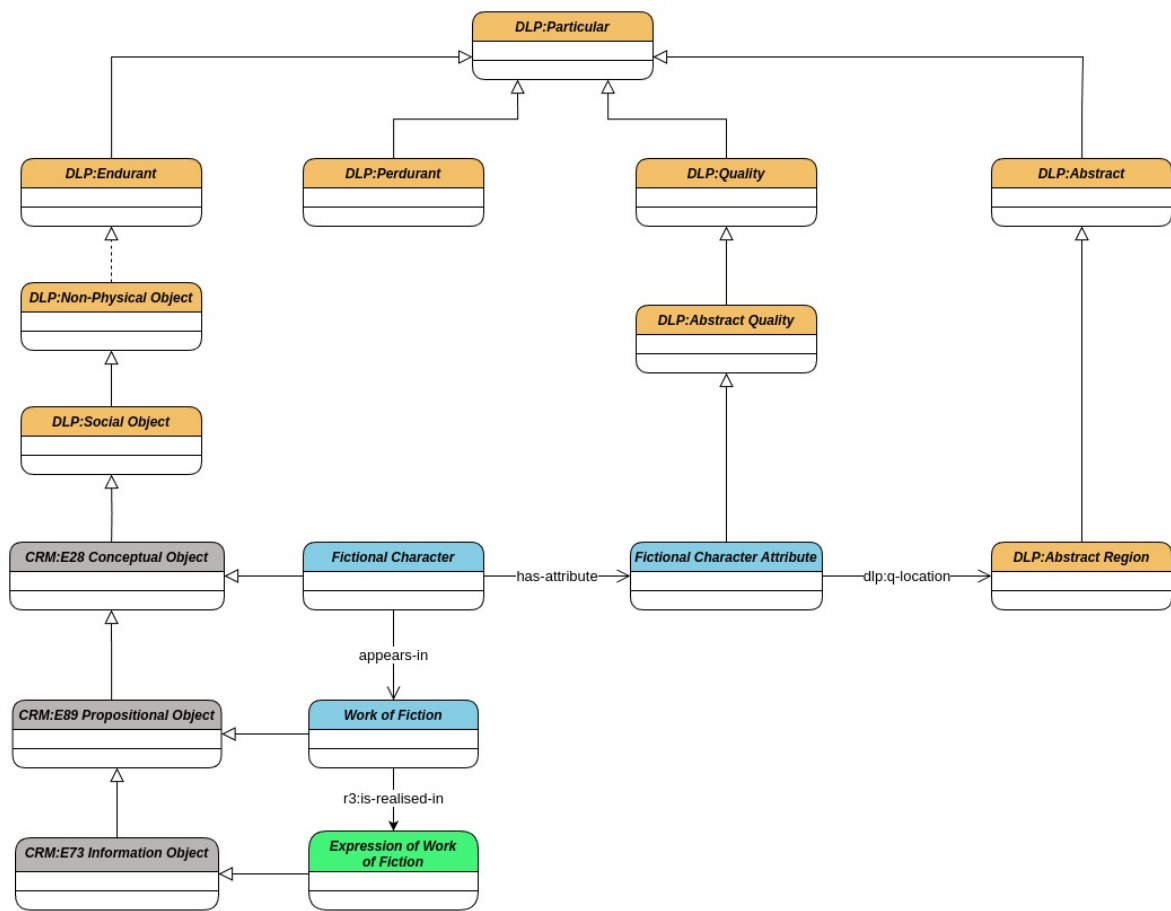 DLP:Particular
DLP:Endurant
DLP:Perdurant
DLP:Quality
DLP:Abstract
DLP:Non-Physical Object
DLP:Abstract Quality
DLP:Social Object
CRM:E28 Conceptual Object
Fictional Character
has-attribute
Fictional Character Attribute
dlp:q-location
DLP:Abstract Region
appears-in
CRM:E89 Propositional Object
Work of Fiction
r3:is-realised-in
CRM:E73 Information Object
Expression of Work
of Fiction